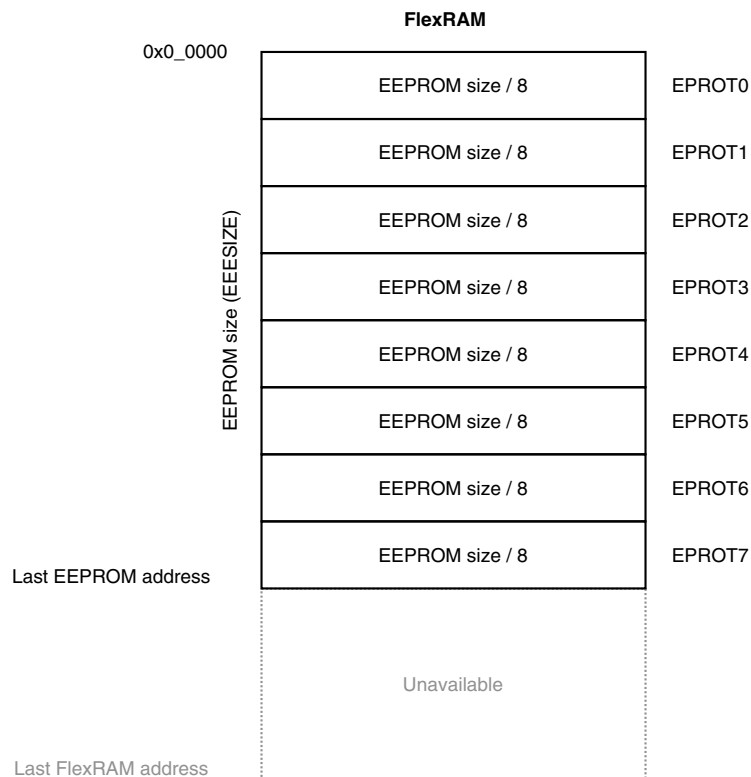 FlexRAM
0x0_0000
EEPROM size / 8 EPROT0
EEPROM size / 8 EPROT1
EEPROM size / 8 EPROT2
EEPROM size / 8 EPROT3
EEPROM size / 8 EPROT4
EEPROM size / 8 EPROT5
EEPROM size / 8 EPROT6
EEPROM size / 8 EPROT7
EEPROM size (EEESIZE)
Last EEPROM address
Unavailable
Last FlexRAM address